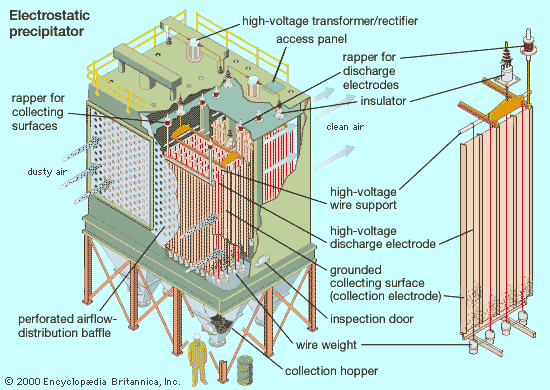 Electrostatic
precipitator
high-voltage transformer/rectifier
access panel
rapper for
discharge
electrodes
insulator
rapper for
collecting
surfaces
clean air
dusty air
high-voltage
wire support
high-voltage
discharge electrode
grounded
collecting surface
(collection electrode)
perforated airflow-
distribution baffle
inspection door
wire weight
collection hopper
© 2000 Encyclopædia Britannica, Inc.